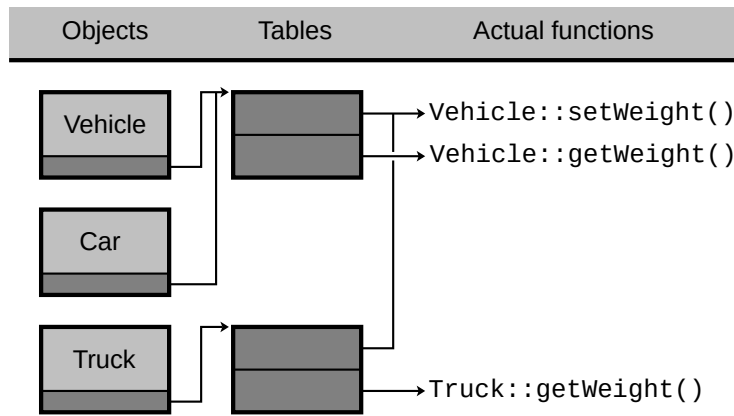 Objects Tables Actual functions
Vehicle
Vehicle::setWeight()
Vehicle::getWeight()
Car
Truck
Truck::getWeight()